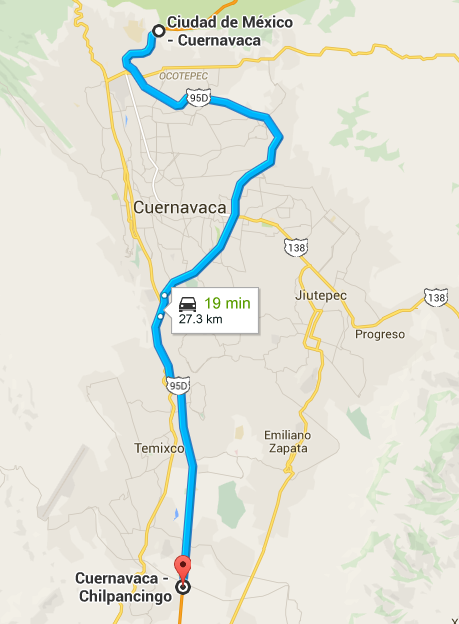 Ciudad de México
- Cuernavaca
OCOTEPEC
95D
Cuernavaca
138
19 min
27.3 km
Jiutepec
138
Progreso
95D
Temixco
Emiliano
Zapata
Cuernavaca -
Chilpancingo
X